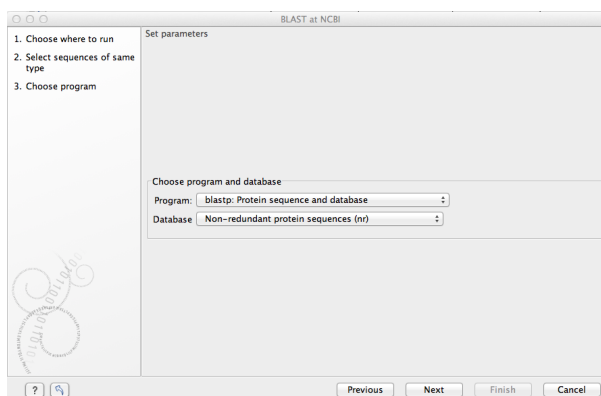 BLAST at NCBI
1. Choose where to run
2. Select sequences of same
type
3. Choose program
Set parameters
Choose program and database
Program: blastp: Protein sequence and database
Database Non-redundant protein sequences (nr)
? Previous Next Finish Cancel